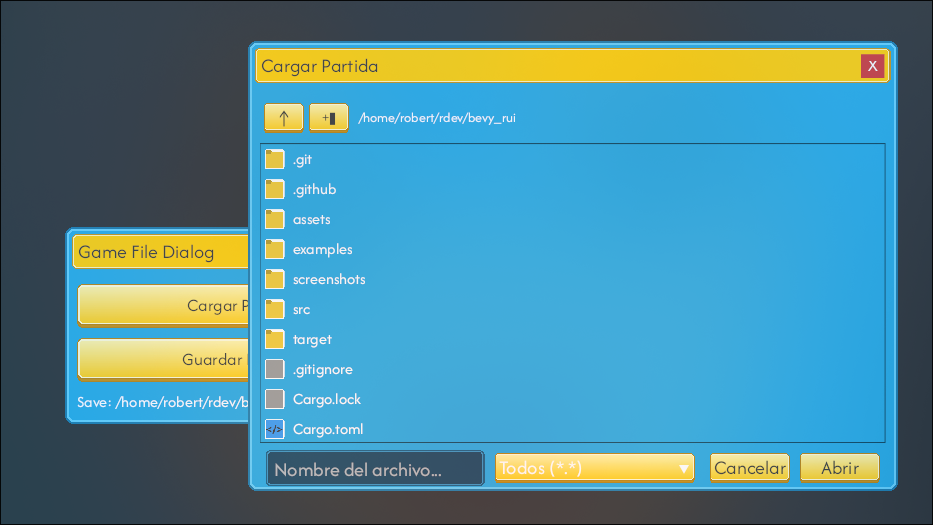 Cargar Partida
X
↑
+
/home/robert/rdev/bevy_rui
.git
.github
assets
examples
screenshots
src
target
.gitignore
Cargo.lock
</> Cargo.toml
Nombre del archivo...
Todos (*.*) ▼
Cancelar
Abrir
Game File Dialog
Cargar P
Guardar
Save: /home/robert/rdev/b